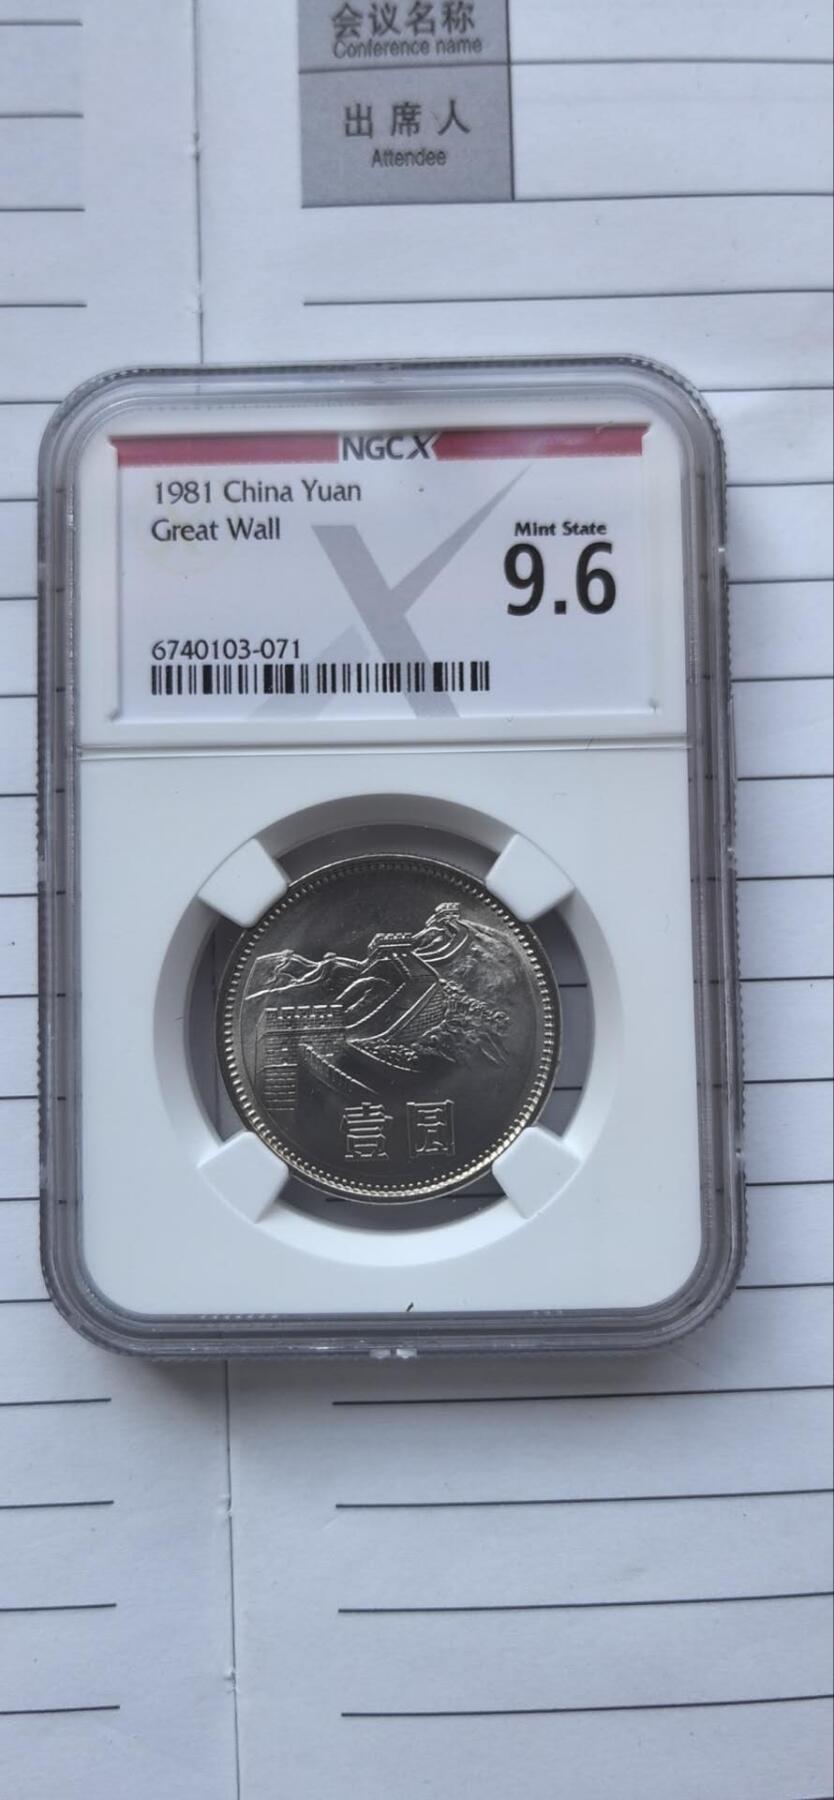 会议名称
Conference name
出席人
Attendee
NGCX
1981 China Yuan
Great Wall
Mint State
9.6
6740103-071
壹圆